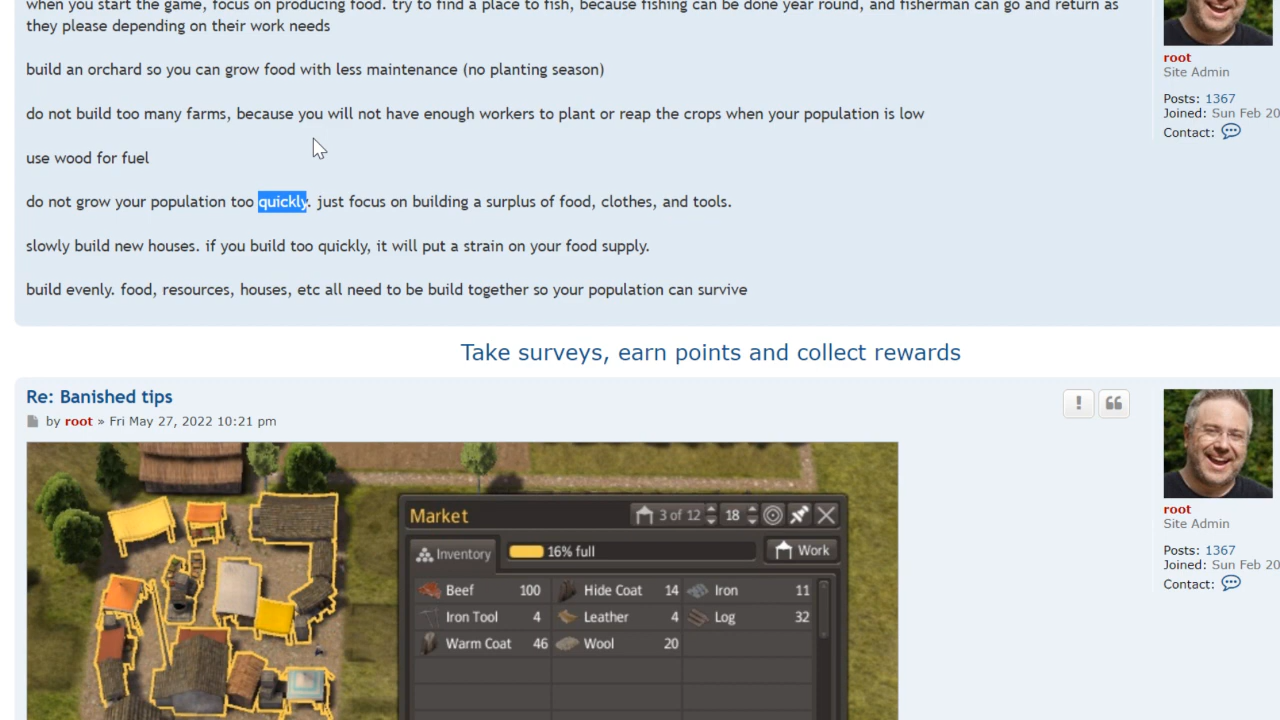 when you start the game, focus on producing food. try to find a place to fish, because fishing can be done year round, and fisherman can go and return as
they please depending on their work needs
build an orchard so you can grow food with less maintenance (no planting season)
do not build too many farms, because you will not have enough workers to plant or reap the crops when your population is low
use wood for fuel
do not grow your population too quickly. just focus on building a surplus of food, clothes, and tools.
slowly build new houses. if you build too quickly, it will put a strain on your food supply.
build evenly. food, resources, houses, etc all need to be build together so your population can survive
root
Site Admin
Posts: 1367
Joined: Sun Feb 20
Contact:
Take surveys, earn points and collect rewards
Re: Banished tips
by root » Fri May 27, 2022 10:21 pm
root
Site Admin
Posts: 1367
Joined: Sun Feb 20
Contact:
Market 3 of 12 18
Inventory 16% full Work
Beef 100 Hide Coat 14 Iron 11
Iron Tool 4 Leather 4 Log 32
Warm Coat 46 Wool 20